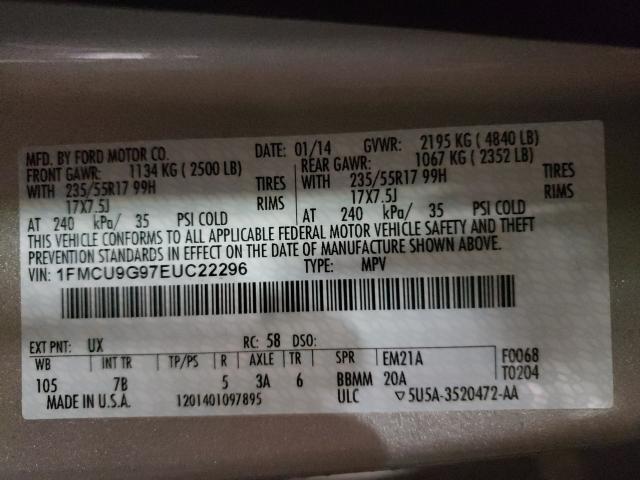 MFD. BY FORD MOTOR CO. DATE: 01/14 GVWR: 2195 KG ( 4840 LB)
FRONT GAWR: 1134 KG ( 2500 LB) REAR GAWR: 1067 KG ( 2352 LB)
WITH 235/55R17 99H TIRES WITH 235/55R17 99H TIRES
17X7.5J RIMS 17X7.5J RIMS
AT 240 kPa/ 35 PSI COLD AT 240 kPa/ 35 PSI COLD
THIS VEHICLE CONFORMS TO ALL APPLICABLE FEDERAL MOTOR VEHICLE SAFETY AND THEFT
PREVENTION STANDARDS IN EFFECT ON THE DATE OF MANUFACTURE SHOWN ABOVE.
VIN: 1FMCU9G97EUC22296 TYPE: MPV
EXT PNT: UX RC: 58 DSO:
WB INT TR TP/PS R AXLE TR SPR EM21A F0068
105 7B 5 3A 6 BBMM 20A T0204
MADE IN U.S.A. 1201401097895 ULC ▽5U5A-3520472-AA